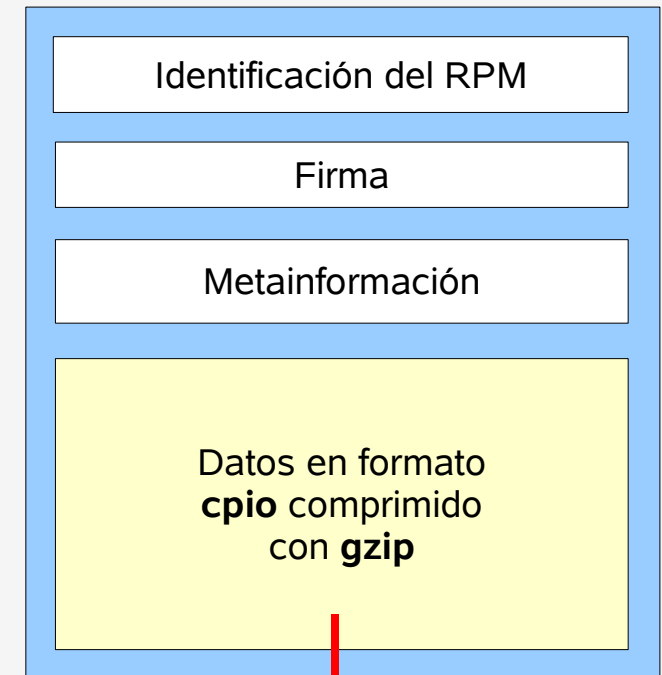 Identificación del RPM
Firma
Metainformación
Datos en formato
cpio comprimido
con gzip